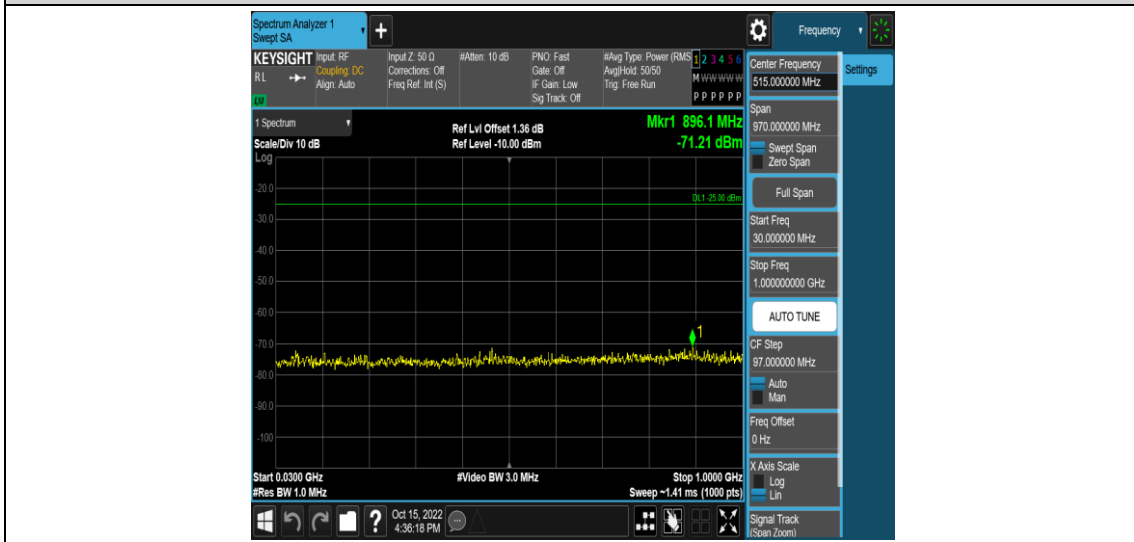 Spectrum Analyzer 1
Swept SA
+
Frequency
KEYSIGHT
RL
LXI
Input: RF
Coupling: DC
Align: Auto
Input Z: 50 Ω
Corrections: Off
Freq Ref: Int (S)
#Atten: 10 dB
PNO: Fast
Gate: Off
IF Gain: Low
Sig Track: Off
#Avg Type: Power (RMS
Avg|Hold: 50/50
Trig: Free Run
1 2 3 4 5 6
M W W W W W
P P P P P P
1 Spectrum
Scale/Div 10 dB
Log
Ref Lvl Offset 1.36 dB
Ref Level -10.00 dBm
Mkr1 896.1 MHz
-71.21 dBm
DL1 -25.00 dBm
-20.0
-30.0
-40.0
-50.0
-60.0
-70.0
-80.0
-90.0
-100
1
Start 0.0300 GHz
#Res BW 1.0 MHz
#Video BW 3.0 MHz
Stop 1.0000 GHz
Sweep ~1.41 ms (1000 pts)
Center Frequency
515.000000 MHz
Settings
Span
970.000000 MHz
Swept Span
Zero Span
Full Span
Start Freq
30.000000 MHz
Stop Freq
1.000000000 GHz
AUTO TUNE
CF Step
97.000000 MHz
Auto
Man
Freq Offset
0 Hz
X Axis Scale
Log
Lin
Signal Track
(Span Zoom)
?
Oct 15, 2022
4:36:18 PM